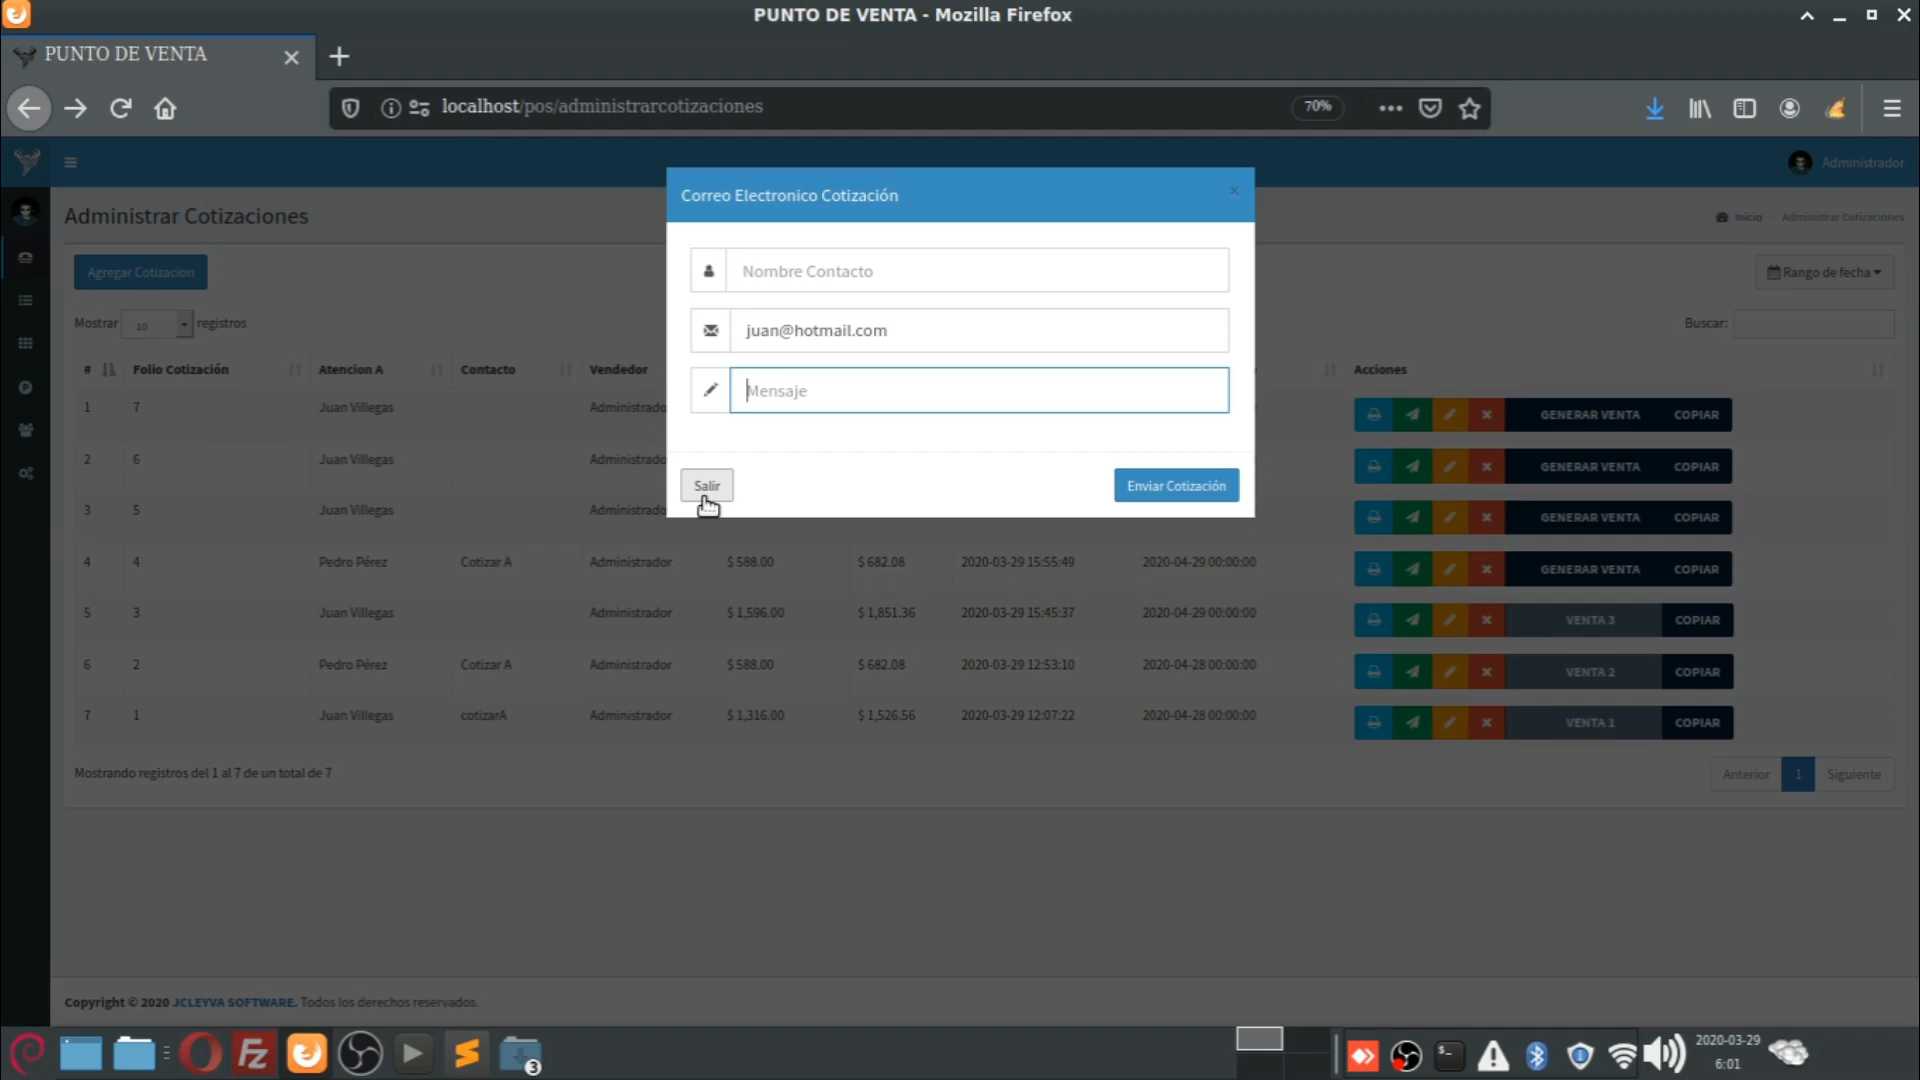 PUNTO DE VENTA - Mozilla Firefox
PUNTO DE VENTA
localhost/pos/administrarcotizaciones
70%
Administrador
Correo Electronico Cotización
Administrar Cotizaciones
Inicio
Administrar Cotizaciones
Agregar Cotizacion
Nombre Contacto
Rango de fecha
Mostrar 10 registros
juan@hotmail.com
Buscar:
# Folio Cotización Atencion A Contacto Vendedor Acciones
Mensaje
1 7 Juan Villegas Administrado GENERAR VENTA COPIAR
2 6 Juan Villegas Administrado GENERAR VENTA COPIAR
Salir
Enviar Cotización
3 5 Juan Villegas Administrado GENERAR VENTA COPIAR
4 4 Pedro Pérez Cotizar A Administrador $ 588.00 $ 682.08 2020-03-29 15:55:49 2020-04-29 00:00:00 GENERAR VENTA COPIAR
5 3 Juan Villegas Administrador $ 1,596.00 $ 1,851.36 2020-03-29 15:45:37 2020-04-29 00:00:00 VENTA 3 COPIAR
6 2 Pedro Pérez Cotizar A Administrador $ 588.00 $ 682.08 2020-03-29 12:53:10 2020-04-28 00:00:00 VENTA 2 COPIAR
7 1 Juan Villegas cotizarA Administrador $ 1,316.00 $ 1,526.56 2020-03-29 12:07:22 2020-04-28 00:00:00 VENTA 1 COPIAR
Mostrando registros del 1 al 7 de un total de 7
Anterior 1 Siguiente
Copyright © 2020 JCLEYVA SOFTWARE. Todos los derechos reservados.
3
2020-03-29
6:01